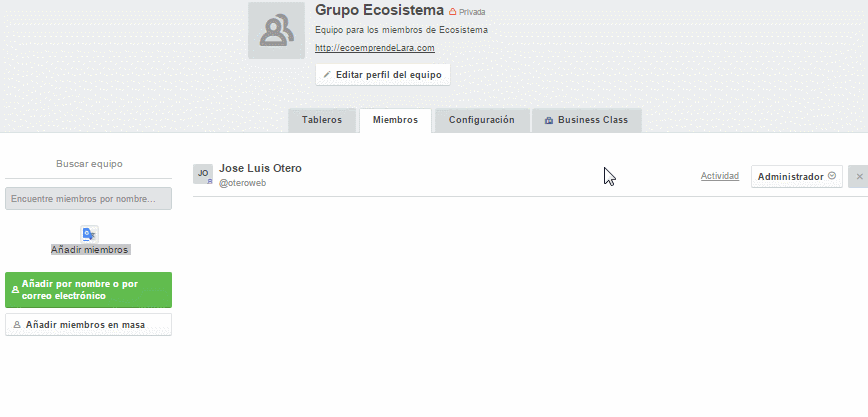 Grupo Ecosistema Privada
Equipo para los miembros de Ecosistema
http://ecoemprendeLara.com
Editar perfil del equipo
Tableros Miembros Configuración Business Class
Buscar equipo
Encuentre miembros por nombre...
Añadir miembros
Añadir por nombre o por
correo electrónico
Añadir miembros en masa
JO
Jose Luis Otero
@oteroweb
Actividad Administrador